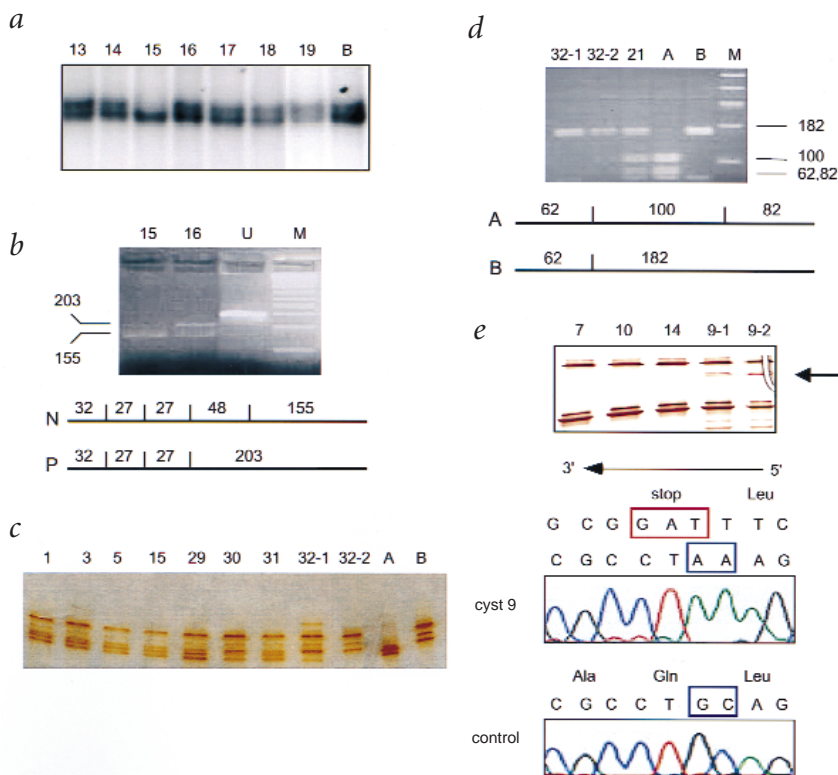 a
13 14 15 16 17 18 19 B
b
15 16 U M
203
155
32 27 27 48 155
N
32 27 27 203
P
c
1 3 5 15 29 30 31 32-1 32-2 A B
d
32-1 32-2 21 A B M
182
100
62,82
62 100 82
A
62 182
B
e
7 10 14 9-1 9-2
3' 5'
stop Leu
G C G G A T T T C
C G C C T A A A G
cyst 9
Ala Gln Leu
C G C C T G C A G
control